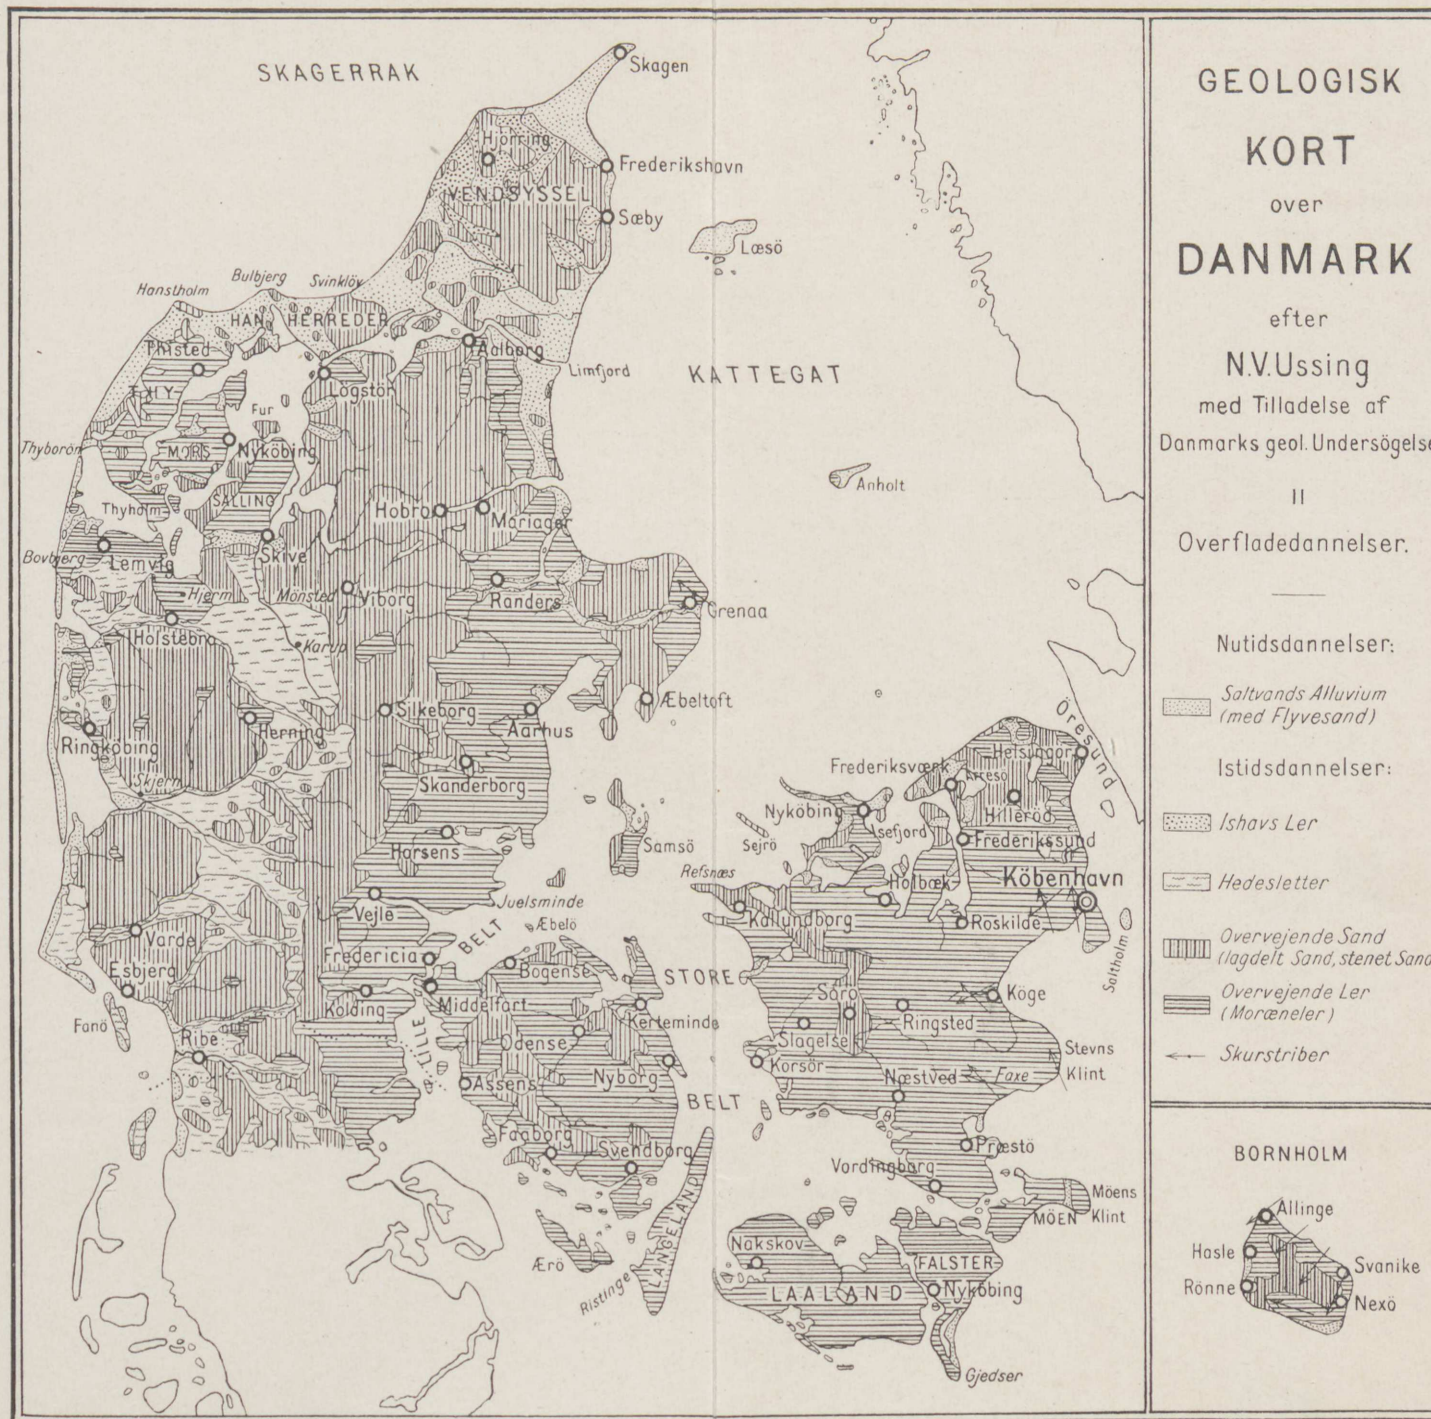 SKAGERRAK
Skagen
Hjörring
Frederikshavn
VENDSYSSEL
Sæby
Læsö
Hanstholm
Bulbjerg
Svinklöv
HAN HERREDER
Thisted
Aalborg
Limfjord
KATTEGAT
THY
Lögstör
Fur
Thyborön
MORS
Nyköbing
Anholt
SALLING
Thyholm
Hobro
Mariager
Bovbjerg
Lemvig
Skive
Hjerm
Mönsted
Viborg
Randers
Grenaa
Holstebro
Karup
Æbeltoft
Silkeborg
Aarhus
Herning
Ringköbing
Skjern
Skanderborg
Horsens
Samsö
Sejrö
Öresund
Helsingör
Frederiksværk
Arresö
Nyköbing
Hilleröd
Isefjord
Frederikssund
Refsnæs
Holbæk
Köbenhavn
Kallundborg
Roskilde
Saltholm
Juelsminde
Vejle
BELT
Æbelö
Varde
Fredericia
Bogense
STORE
Esbjerg
Kolding
Middelfart
Kerteminde
Sorö
Köge
Ringsted
Fanö
LILLE
Odense
Slagelse
Ribe
Stevns
Klint
Korsör
Nyborg
Assens
Næstved
Faxe
BELT
Faaborg
Svendborg
Præstö
Vordingborg
Möens
Klint
MÖEN
LANGELAND
Ærö
Ristinge
Nakskov
FALSTER
LAALAND
Nyköbing
Gjedser
GEOLOGISK
KORT
over
DANMARK
efter
N.V.Ussing
med Tilladelse af
Danmarks geol. Undersögelse
II
Overfladedannelser.
Nutidsdannelser:
Saltvands Alluvium
(med Flyvesand)
Istidsdannelser:
Ishavs Ler
Hedesletter
Overvejende Sand
(lagdelt Sand, stenet Sand
Overvejende Ler
(Moræneler)
Skurstriber
BORNHOLM
Allinge
Hasle
Svanike
Rönne
Nexö